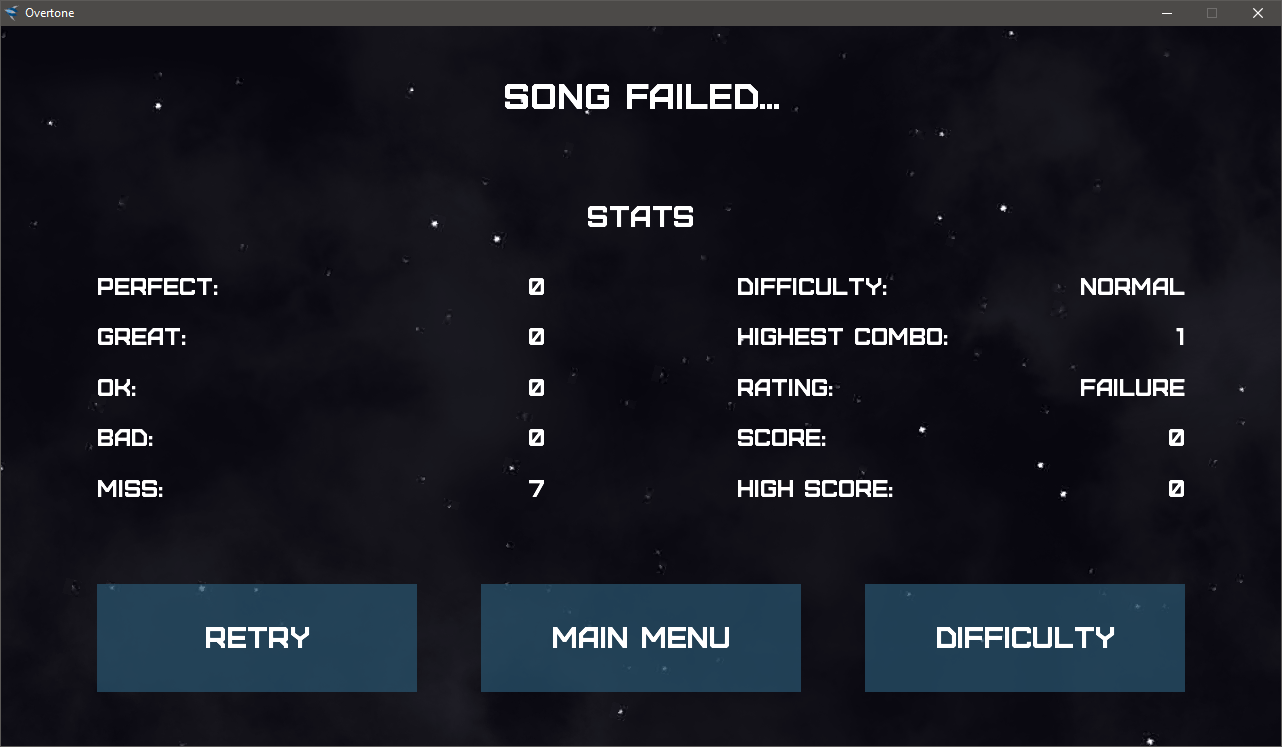 Overtone
SONG FAILED...
STATS
PERFECT: 0
GREAT: 0
OK: 0
BAD: 0
MISS: 7
DIFFICULTY: NORMAL
HIGHEST COMBO: 1
RATING: FAILURE
SCORE: 0
HIGH SCORE: 0
RETRY
MAIN MENU
DIFFICULTY